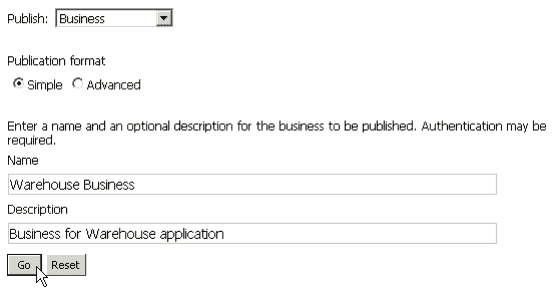 Publish: Business
Publication format
Simple Advanced
Enter a name and an optional description for the business to be published. Authentication may be
required.
Name
Warehouse Business
Description
Business for Warehouse application
Go Reset